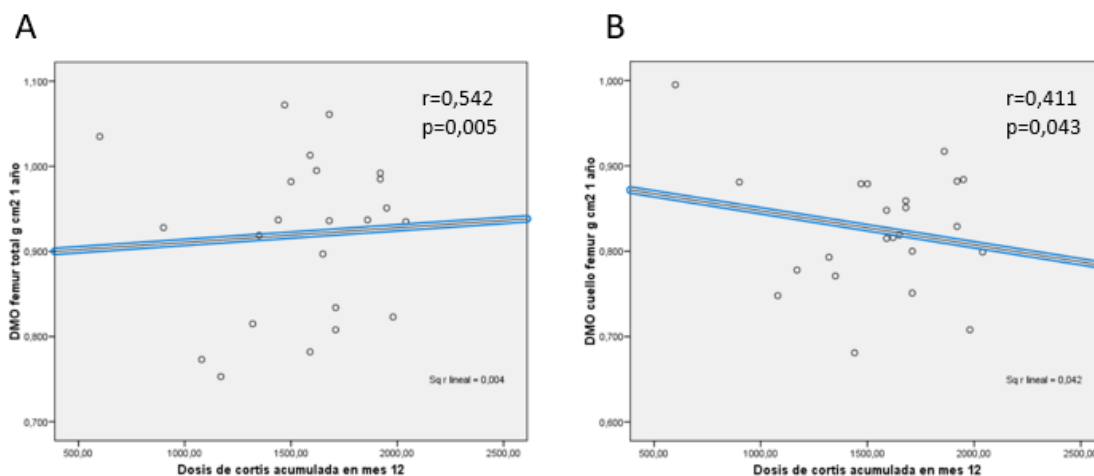 A
r=0,542
p=0,005
DMO femur total g cm2 1 año
1,100
1,000
0,900
0,800
0,700
Sq r lineal = 0,004
500,00 1000,00 1500,00 2000,00 2500,00
Dosis de cortis acumulada en mes 12
B
r=0,411
p=0,043
DMO cuello femur g cm2 1 año
1,000
0,900
0,800
0,700
0,600
Sq r lineal = 0,042
500,00 1000,00 1500,00 2000,00 2500,00
Dosis de cortis acumulada en mes 12